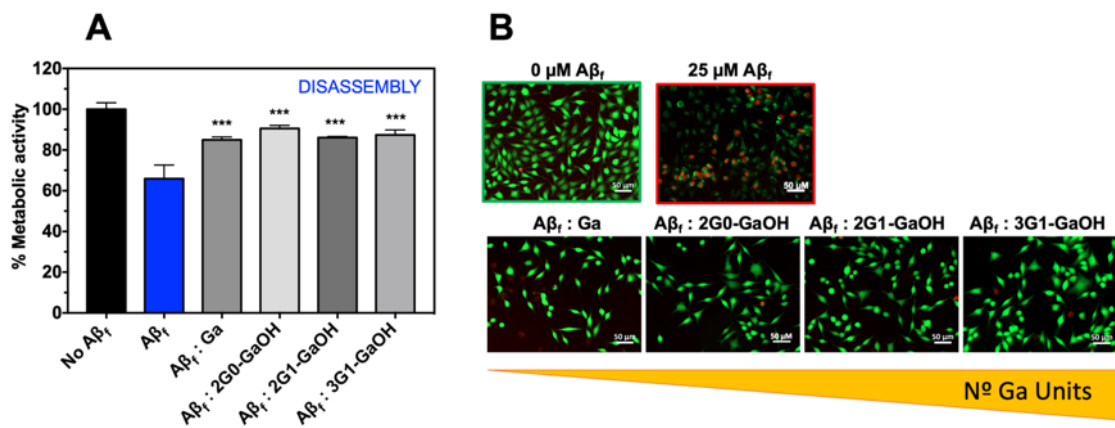 A
% Metabolic activity
120
100
80
60
40
20
0
DISASSEMBLY
***
***
***
***
No Aβf
Aβf
Aβf : Ga
Aβf : 2G0-GaOH
Aβf : 2G1-GaOH
Aβf : 3G1-GaOH
B
0 µM Aβf
25 µM Aβf
50 µm
50 µM
Aβf : Ga
Aβf : 2G0-GaOH
Aβf : 2G1-GaOH
Aβf : 3G1-GaOH
50 µm
50 µM
50 µm
50 µm
Nº Ga Units